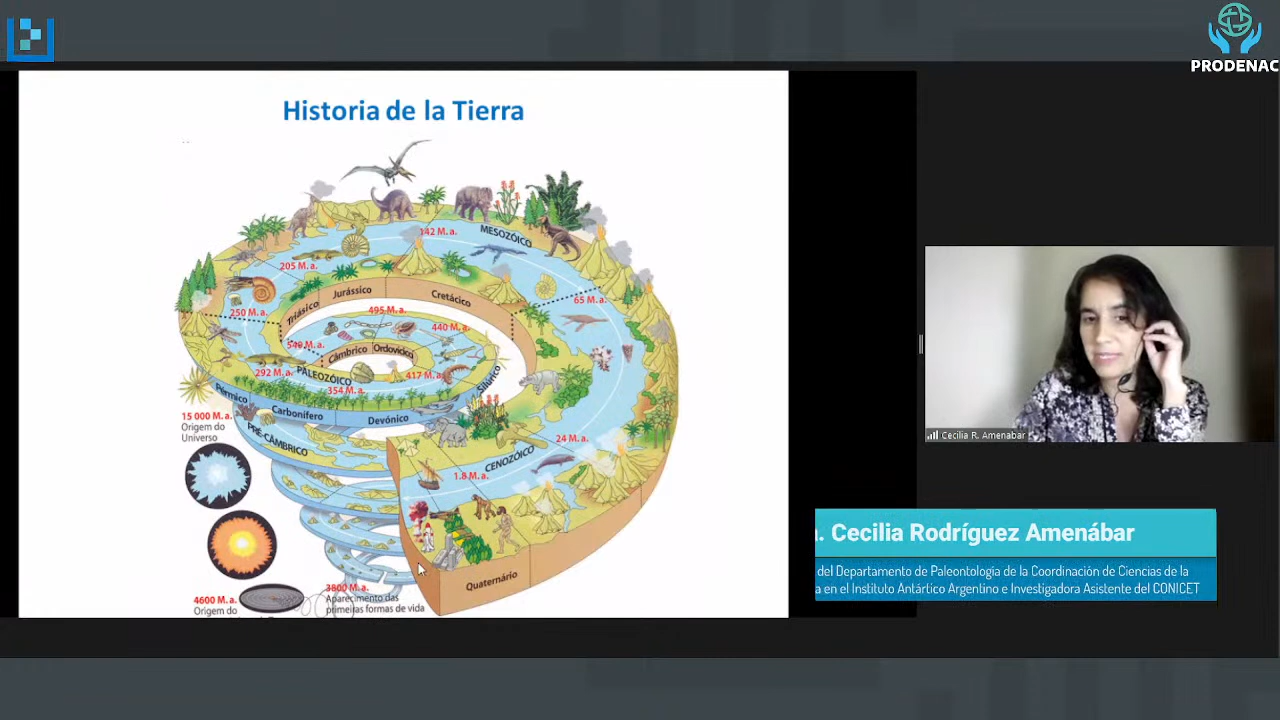 PRODENAC
Historia de la Tierra
142 M.a.
MESOZÓICO
205 M.a.
Jurássico
Cretácico
Triásico
65 M.a.
250 M.a.
495 M.a.
440 M.a.
540 M.a.
Câmbrico
Ordovícico
292 M.a.
PALEOZÓICO
417 M.a.
Silúrico
354 M.a.
Pérmico
Carbonífero
Devónico
15 000 M.a.
Origem do
Universo
PRÉ-CÂMBRICO
24 M.a.
CENOZÓICO
1.8 M.a.
Quaternário
4600 M.a.
Origem do
3800 M.a.
Aparecimento das
primeiras formas de vida
Cecilia R. Amenabar
. Cecilia Rodríguez Amenábar
del Departamento de Paleontología de la Coordinación de Ciencias de la
a en el Instituto Antártico Argentino e Investigadora Asistente del CONICET